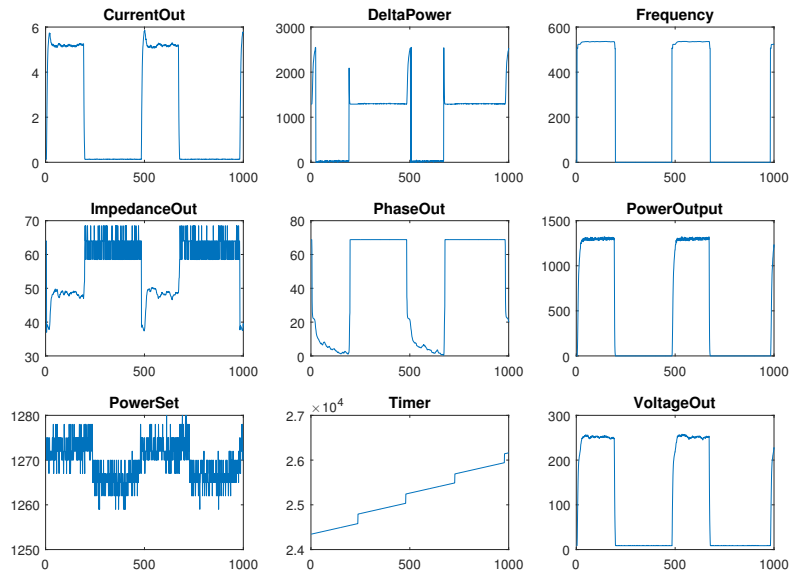 CurrentOut DeltaPower Frequency
6 3000 600
4 2000 400
2 1000 200
0 0 0
0 500 1000 0 500 1000 0 500 1000
ImpedanceOut PhaseOut PowerOutput
70 80 1500
60 60
1000
50 40
500
40 20
30 0 0
0 500 1000 0 500 1000 0 500 1000
PowerSet Timer VoltageOut
×10⁴
1280 2.7 300
1270 2.6 200
1260 2.5 100
1250 2.4 0
0 500 1000 0 500 1000 0 500 1000